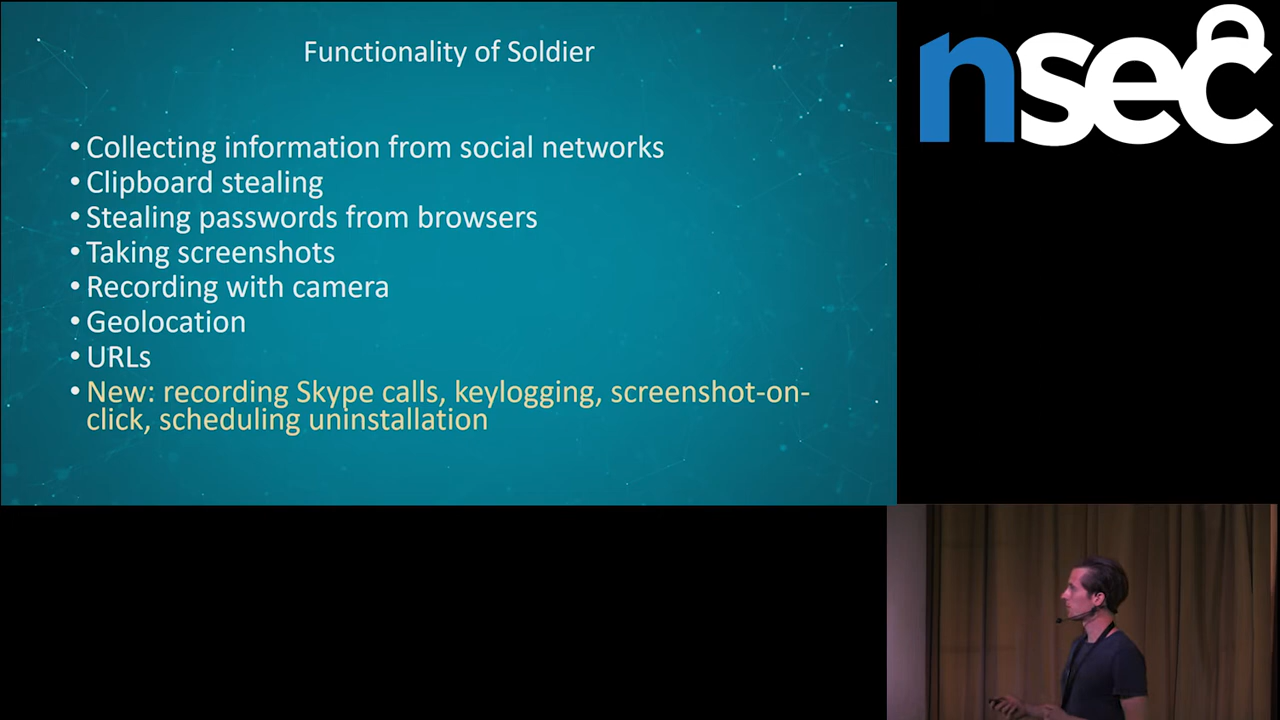 Functionality of Soldier
nsec
• Collecting information from social networks
• Clipboard stealing
• Stealing passwords from browsers
• Taking screenshots
• Recording with camera
• Geolocation
• URLs
• New: recording Skype calls, keylogging, screenshot-on-
click, scheduling uninstallation